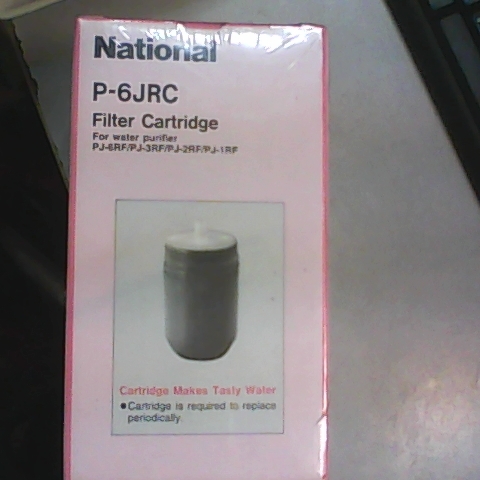 National
P-6JRC
Filter Cartridge
For water purifier
PJ-6RF/PJ-3RF/PJ-2RF/PJ-1RF
Cartridge Makes Tasty Water
● Cartridge is required to replace
periodically.